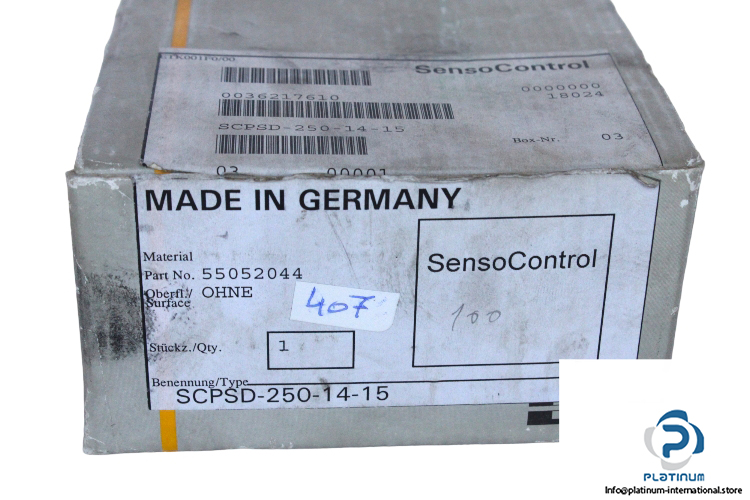 SensoControl
0036217610
0000000
18024
SCPSD-250-14-15
Box-Nr. 03
03 00001
MADE IN GERMANY
Material
Part No. 55052044
Oberfl./ OHNE
Surface
407
SensoControl
100
Stückz./Qty. 1
Benennung/Type
SCPSD-250-14-15
PLATINUM
Info@platinum-international.store